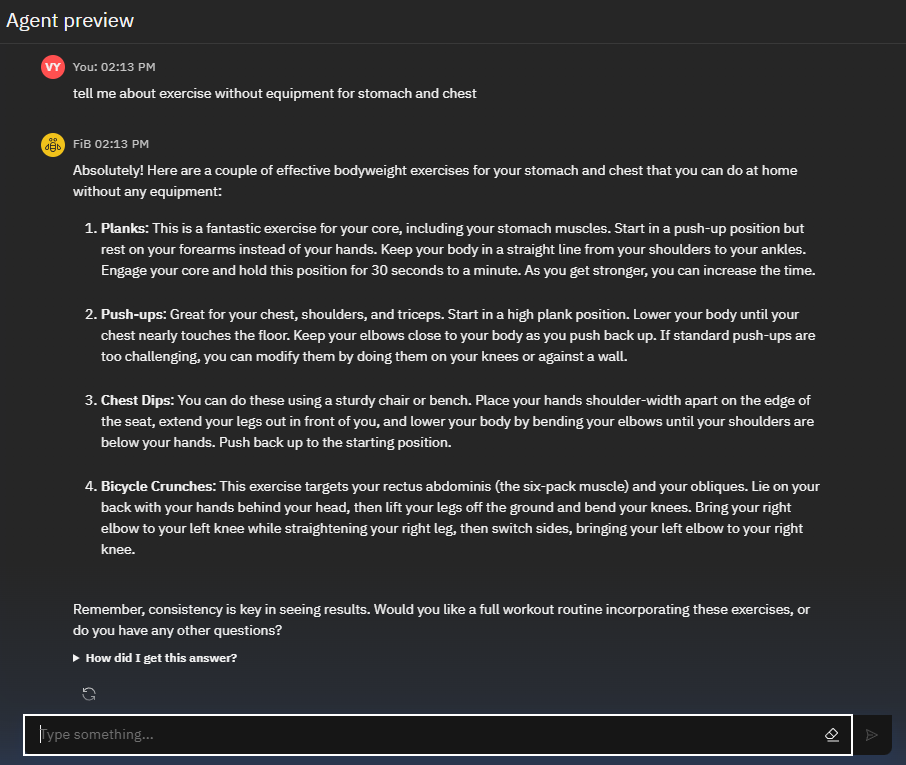 Agent preview
VY
You: 02:13 PM
tell me about exercise without equipment for stomach and chest
FiB 02:13 PM
Absolutely! Here are a couple of effective bodyweight exercises for your stomach and chest that you can do at home
without any equipment:
1. Planks: This is a fantastic exercise for your core, including your stomach muscles. Start in a push-up position but
rest on your forearms instead of your hands. Keep your body in a straight line from your shoulders to your ankles.
Engage your core and hold this position for 30 seconds to a minute. As you get stronger, you can increase the time.
2. Push-ups: Great for your chest, shoulders, and triceps. Start in a high plank position. Lower your body until your
chest nearly touches the floor. Keep your elbows close to your body as you push back up. If standard push-ups are
too challenging, you can modify them by doing them on your knees or against a wall.
3. Chest Dips: You can do these using a sturdy chair or bench. Place your hands shoulder-width apart on the edge of
the seat, extend your legs out in front of you, and lower your body by bending your elbows until your shoulders are
below your hands. Push back up to the starting position.
4. Bicycle Crunches: This exercise targets your rectus abdominis (the six-pack muscle) and your obliques. Lie on your
back with your hands behind your head, then lift your legs off the ground and bend your knees. Bring your right
elbow to your left knee while straightening your right leg, then switch sides, bringing your left elbow to your right
knee.
Remember, consistency is key in seeing results. Would you like a full workout routine incorporating these exercises, or
do you have any other questions?
How did I get this answer?
Type something...